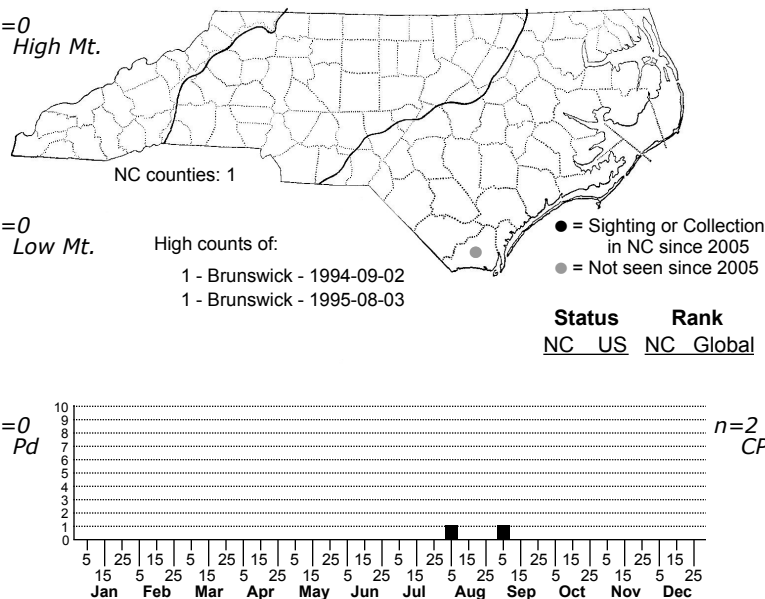 =0
High Mt.
NC counties: 1
=0
Low Mt.
High counts of:
1 - Brunswick - 1994-09-02
1 - Brunswick - 1995-08-03
● = Sighting or Collection
in NC since 2005
● = Not seen since 2005
Status Rank
NC US NC Global
=0
Pd
n=2
CP
10
9
8
7
6
5
4
3
2
1
0
5 25 15 5 25 15 5 25 15 5 25 15 5 25 15 5 25 15
15 5 25 15 5 25 15 5 25 15 5 25 15 5 25 15 5 25
Jan Feb Mar Apr May Jun Jul Aug Sep Oct Nov Dec